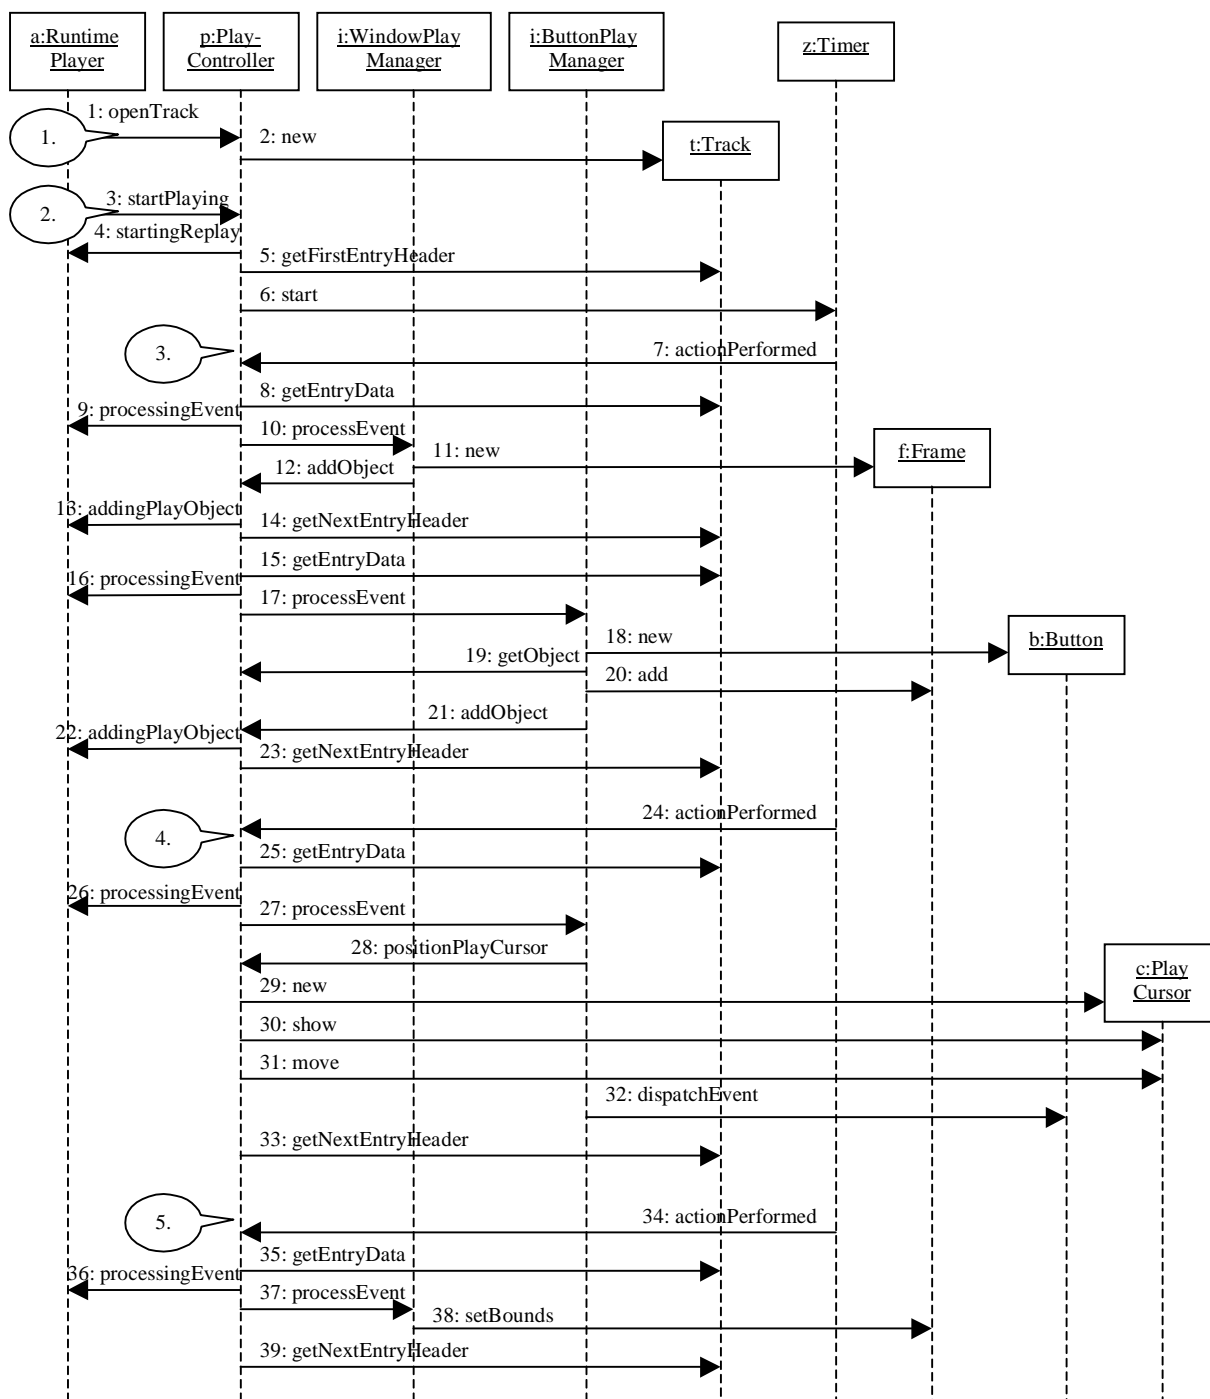 a:Runtime
Player
p:Play-
Controller
i:WindowPlay
Manager
i:ButtonPlay
Manager
z:Timer
1: openTrack
1.
2: new
t:Track
3: startPlaying
2.
4: startingReplay
5: getFirstEntryHeader
6: start
3.
7: actionPerformed
8: getEntryData
9: processingEvent
10: processEvent
11: new
f:Frame
12: addObject
13: addingPlayObject
14: getNextEntryHeader
15: getEntryData
16: processingEvent
17: processEvent
18: new
b:Button
19: getObject
20: add
21: addObject
22: addingPlayObject
23: getNextEntryHeader
24: actionPerformed
4.
25: getEntryData
26: processingEvent
27: processEvent
28: positionPlayCursor
c:Play
Cursor
29: new
30: show
31: move
32: dispatchEvent
33: getNextEntryHeader
5.
34: actionPerformed
35: getEntryData
36: processingEvent
37: processEvent
38: setBounds
39: getNextEntryHeader